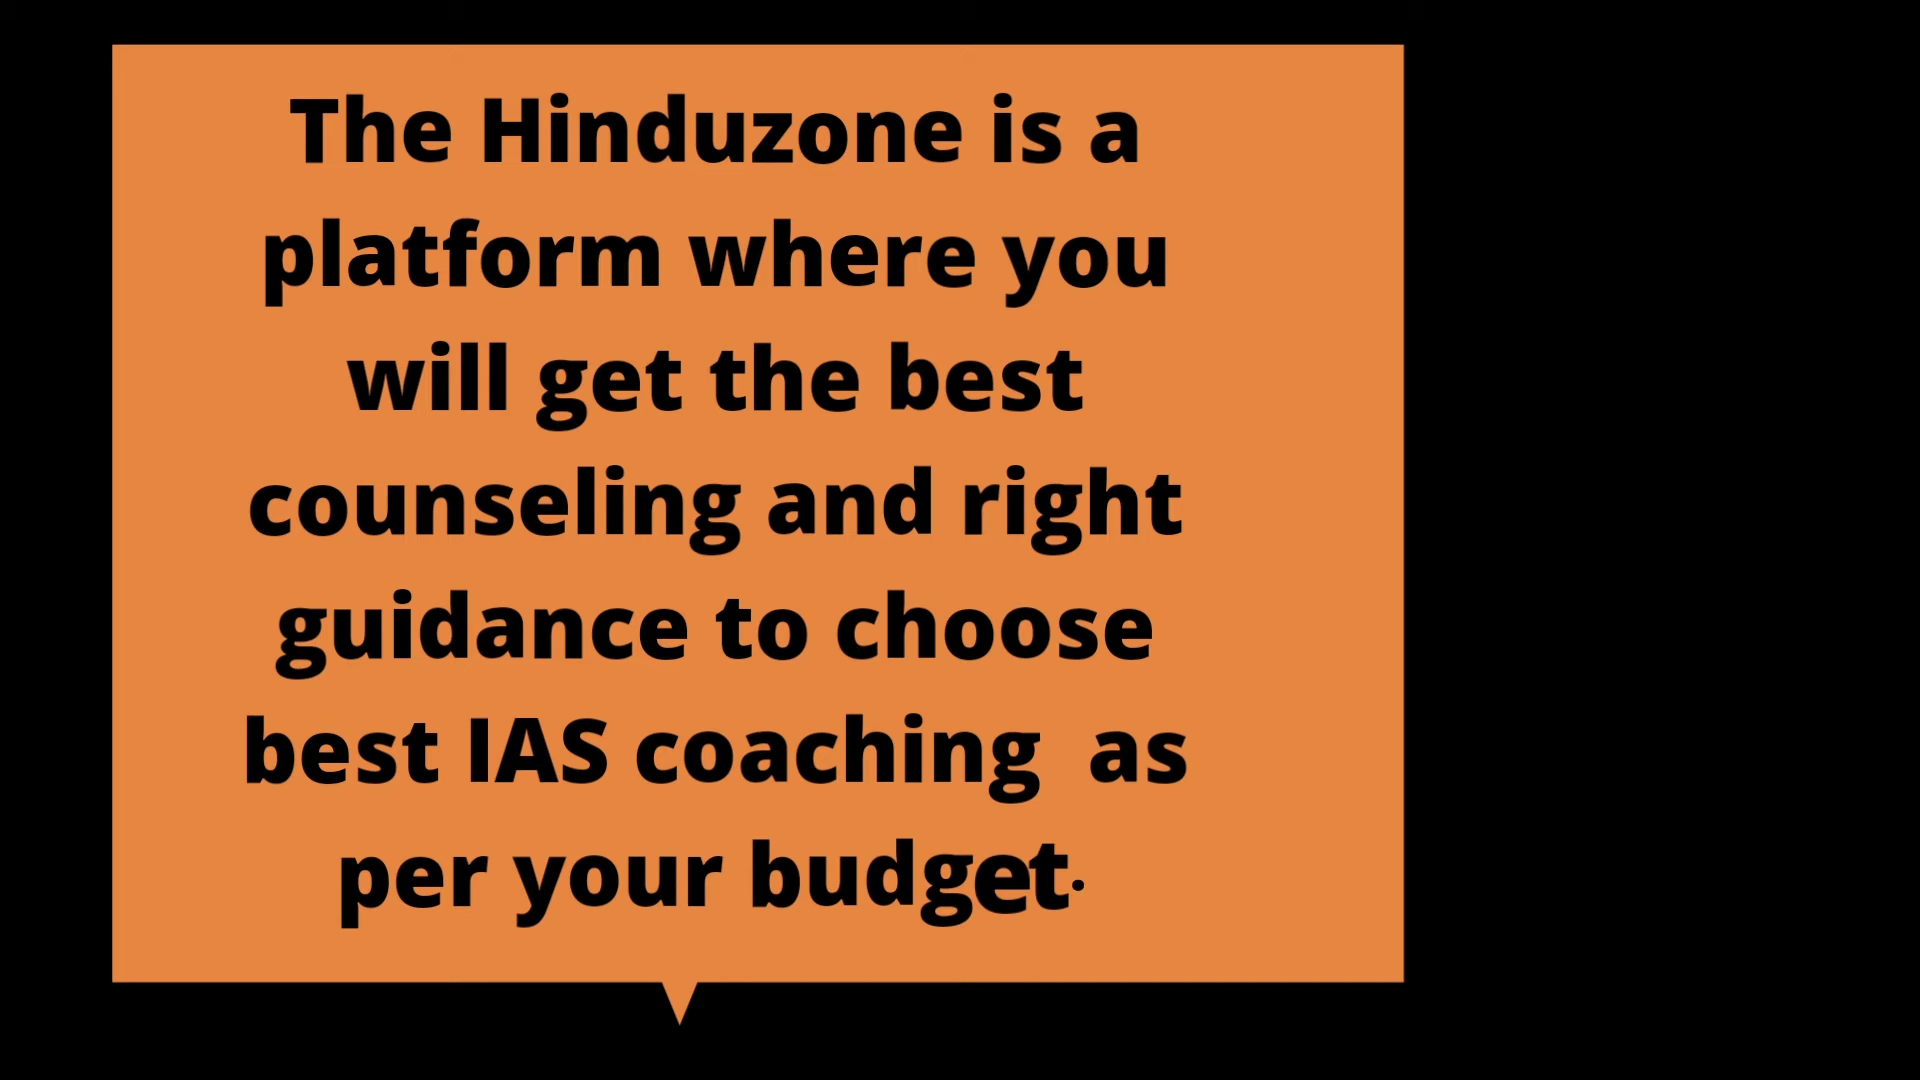 The Hinduzone is a
platform where you
will get the best
counseling and right
guidance to choose
best IAS coaching  as
per your budget.